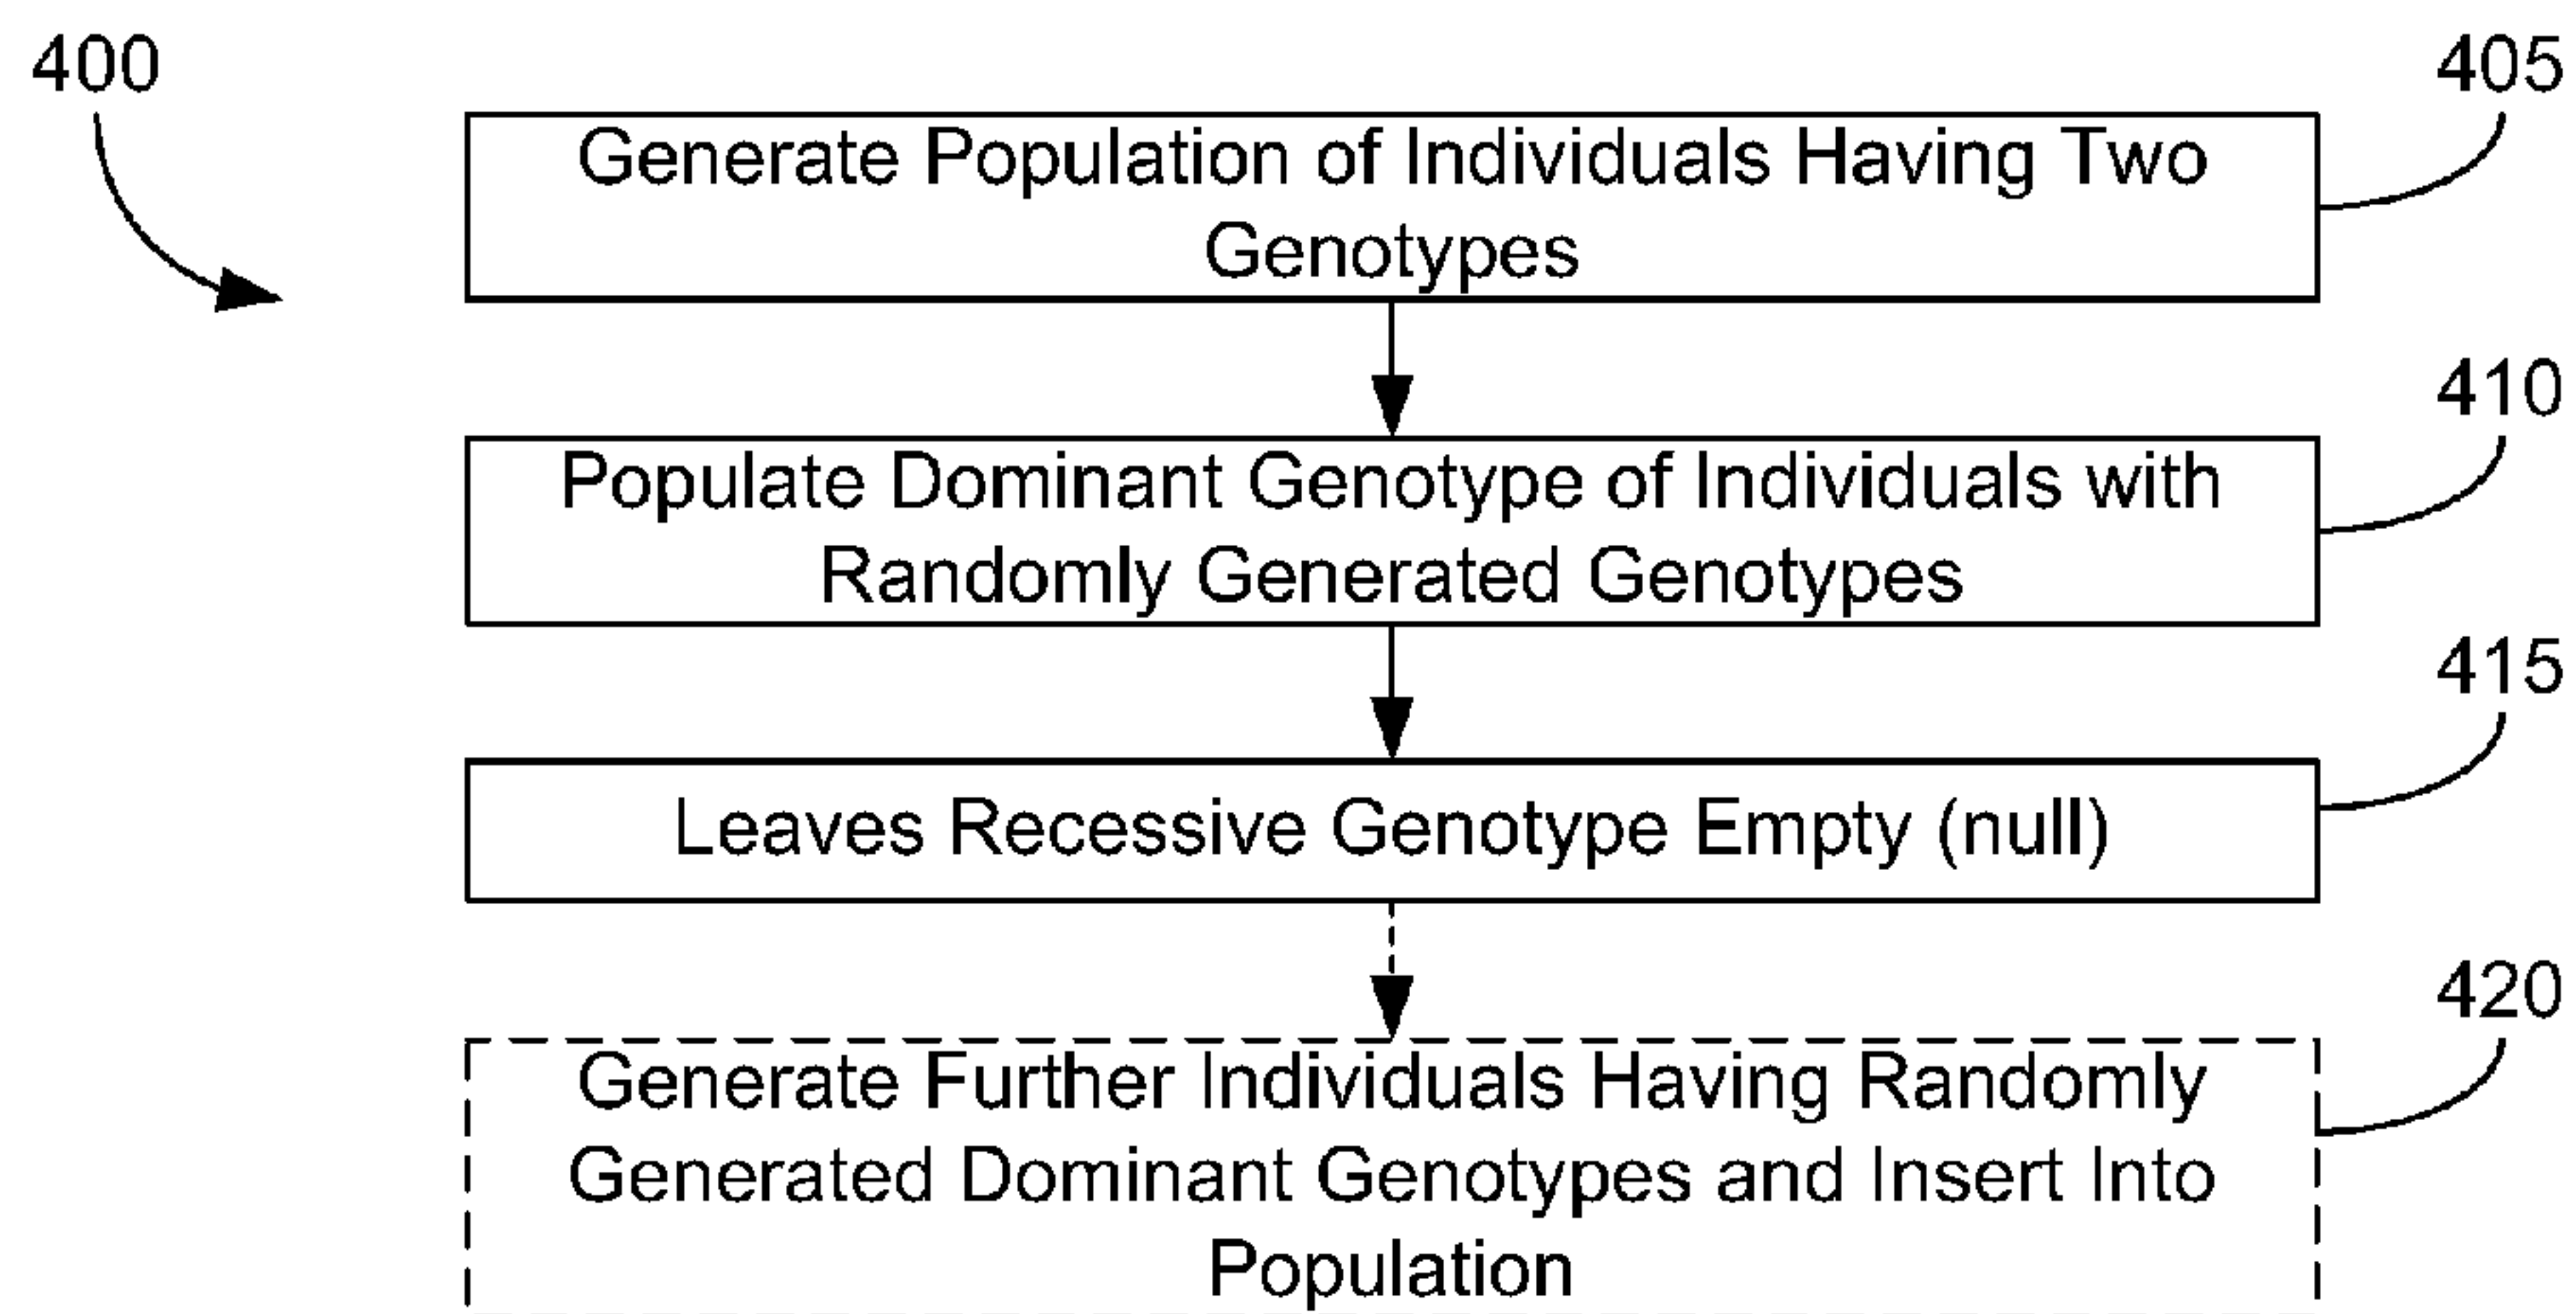 400
405
Generate Population of Individuals Having Two
Genotypes
410
Populate Dominant Genotype of Individuals with
Randomly Generated Genotypes
415
Leaves Recessive Genotype Empty (null)
420
Generate Further Individuals Having Randomly
Generated Dominant Genotypes and Insert Into
Population